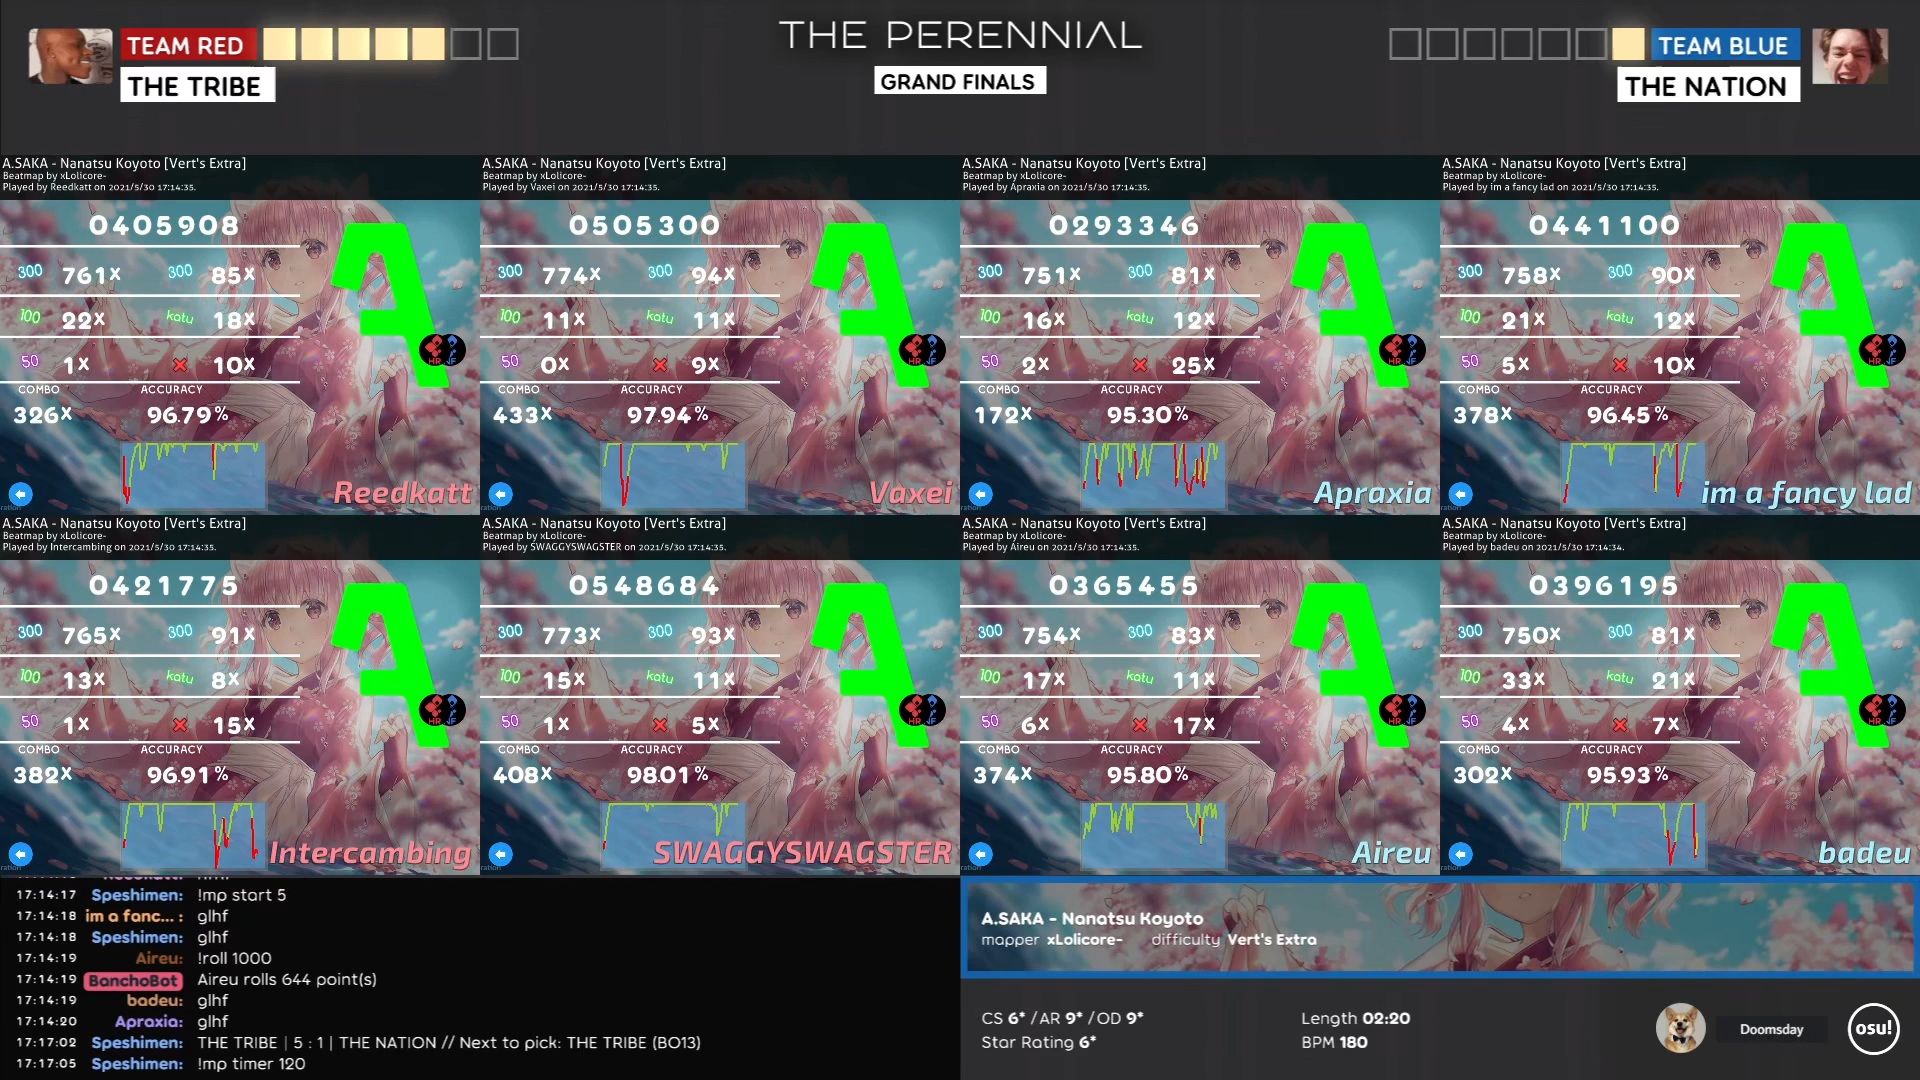 THE PERENNIAL
GRAND FINALS
TEAM RED
THE TRIBE
TEAM BLUE
THE NATION
A.SAKA - Nanatsu Koyoto [Vert's Extra]
Beatmap by xLolicore-
Played by Reedkatt on 2021/5/30 17:14:35.
0405908
300 761x 300 85x
100 22x katu 18x
50 1x 10x
COMBO ACCURACY
326x 96.79%
HR NF
Reedkatt
A.SAKA - Nanatsu Koyoto [Vert's Extra]
Beatmap by xLolicore-
Played by Vaxei on 2021/5/30 17:14:35.
0505300
300 774x 300 94x
100 11x katu 11x
50 0x 9x
COMBO ACCURACY
433x 97.94%
HR NF
Vaxei
A.SAKA - Nanatsu Koyoto [Vert's Extra]
Beatmap by xLolicore-
Played by Apraxia on 2021/5/30 17:14:35.
0293346
300 751x 300 81x
100 16x katu 12x
50 2x 25x
COMBO ACCURACY
172x 95.30%
HR NF
Apraxia
A.SAKA - Nanatsu Koyoto [Vert's Extra]
Beatmap by xLolicore-
Played by im a fancy lad on 2021/5/30 17:14:35.
0441100
300 758x 300 90x
100 21x katu 12x
50 5x 10x
COMBO ACCURACY
378x 96.45%
HR NF
im a fancy lad
A.SAKA - Nanatsu Koyoto [Vert's Extra]
Beatmap by xLolicore-
Played by Intercambing on 2021/5/30 17:14:35.
0421775
300 765x 300 91x
100 13x katu 8x
50 1x 15x
COMBO ACCURACY
382x 96.91%
HR NF
Intercambing
A.SAKA - Nanatsu Koyoto [Vert's Extra]
Beatmap by xLolicore-
Played by SWAGGYSWAGSTER on 2021/5/30 17:14:35.
0548684
300 773x 300 93x
100 15x katu 11x
50 1x 5x
COMBO ACCURACY
408x 98.01%
HR NF
SWAGGYSWAGSTER
A.SAKA - Nanatsu Koyoto [Vert's Extra]
Beatmap by xLolicore-
Played by Aireu on 2021/5/30 17:14:35.
0365455
300 754x 300 83x
100 17x katu 11x
50 6x 17x
COMBO ACCURACY
374x 95.80%
HR NF
Aireu
A.SAKA - Nanatsu Koyoto [Vert's Extra]
Beatmap by xLolicore-
Played by badeu on 2021/5/30 17:14:34.
0396195
300 750x 300 81x
100 33x katu 21x
50 4x 7x
COMBO ACCURACY
302x 95.93%
HR NF
badeu
17:14:17 Speshimen: !mp start 5
17:14:18 im a fanc... : glhf
17:14:18 Speshimen: glhf
17:14:19 Aireu: !roll 1000
17:14:19 BanchoBot Aireu rolls 644 point(s)
17:14:19 badeu: glhf
17:14:20 Apraxia: glhf
17:17:02 Speshimen: THE TRIBE | 5 : 1 | THE NATION // Next to pick: THE TRIBE (BO13)
17:17:05 Speshimen: !mp timer 120
A.SAKA - Nanatsu Koyoto
mapper xLolicore- difficulty Vert's Extra
CS 6* / AR 9* / OD 9*
Star Rating 6*
Length 02:20
BPM 180
Doomsday
osu!